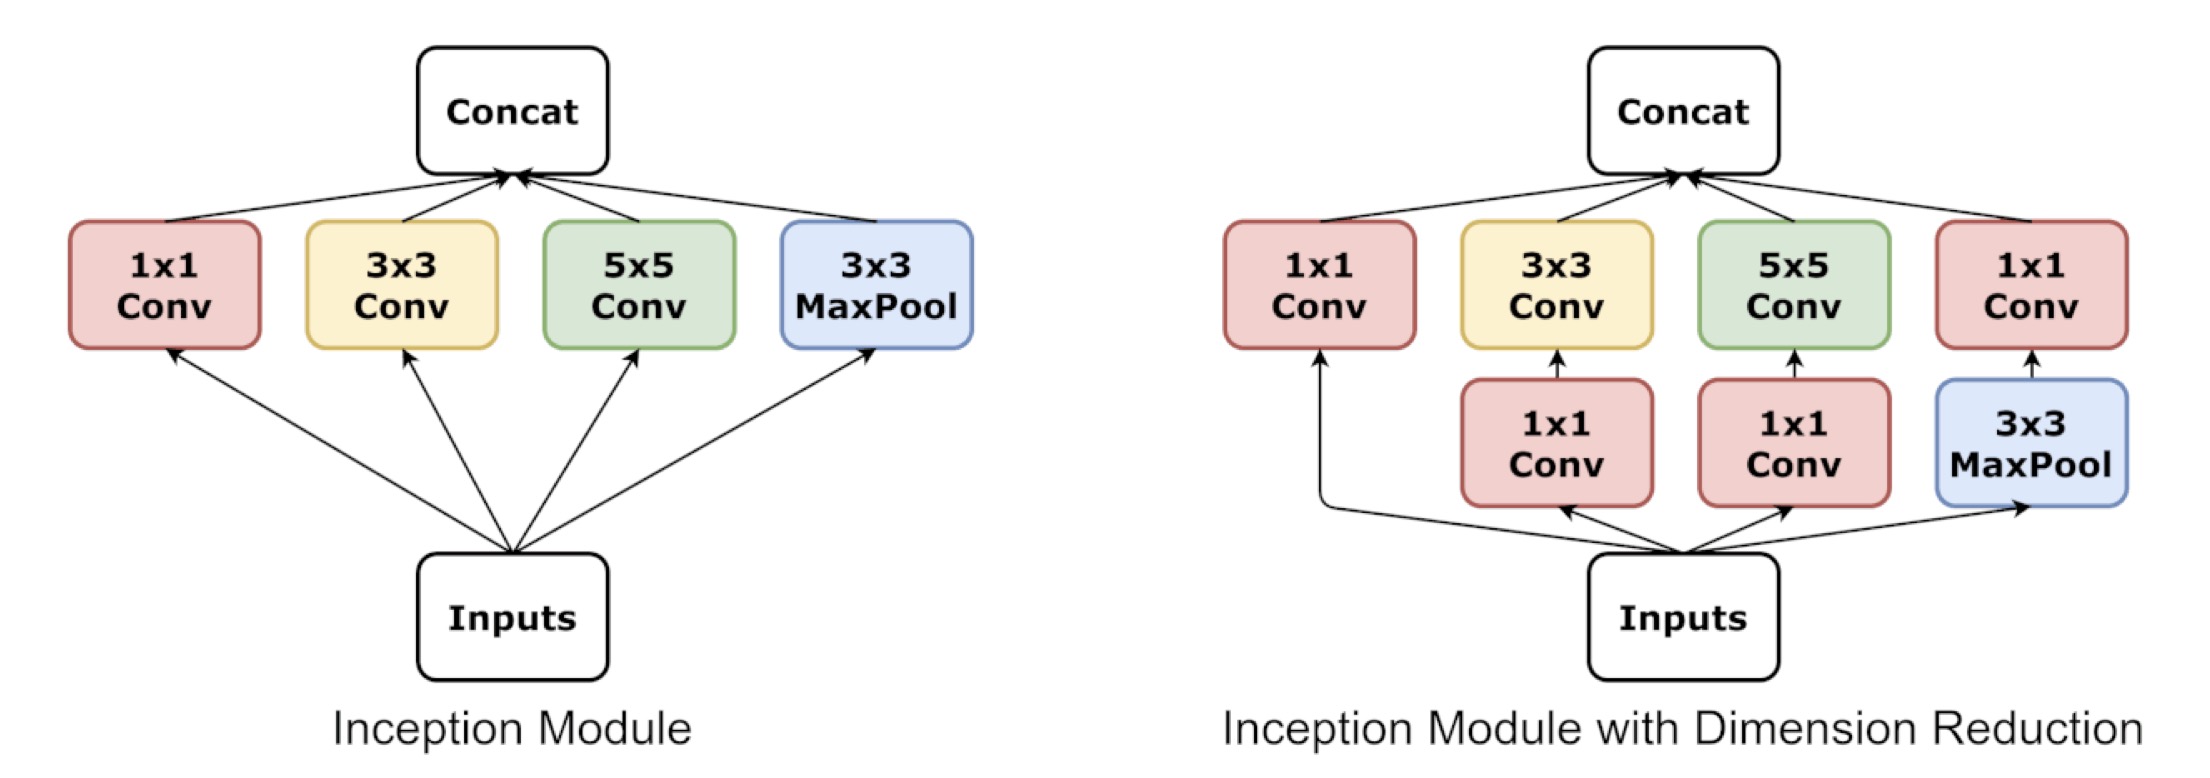 Concat
1x1
Conv
3x3
Conv
5x5
Conv
3x3
MaxPool
Inputs
Inception Module
Concat
1x1
Conv
3x3
Conv
5x5
Conv
1x1
Conv
1x1
Conv
1x1
Conv
3x3
MaxPool
Inputs
Inception Module with Dimension Reduction